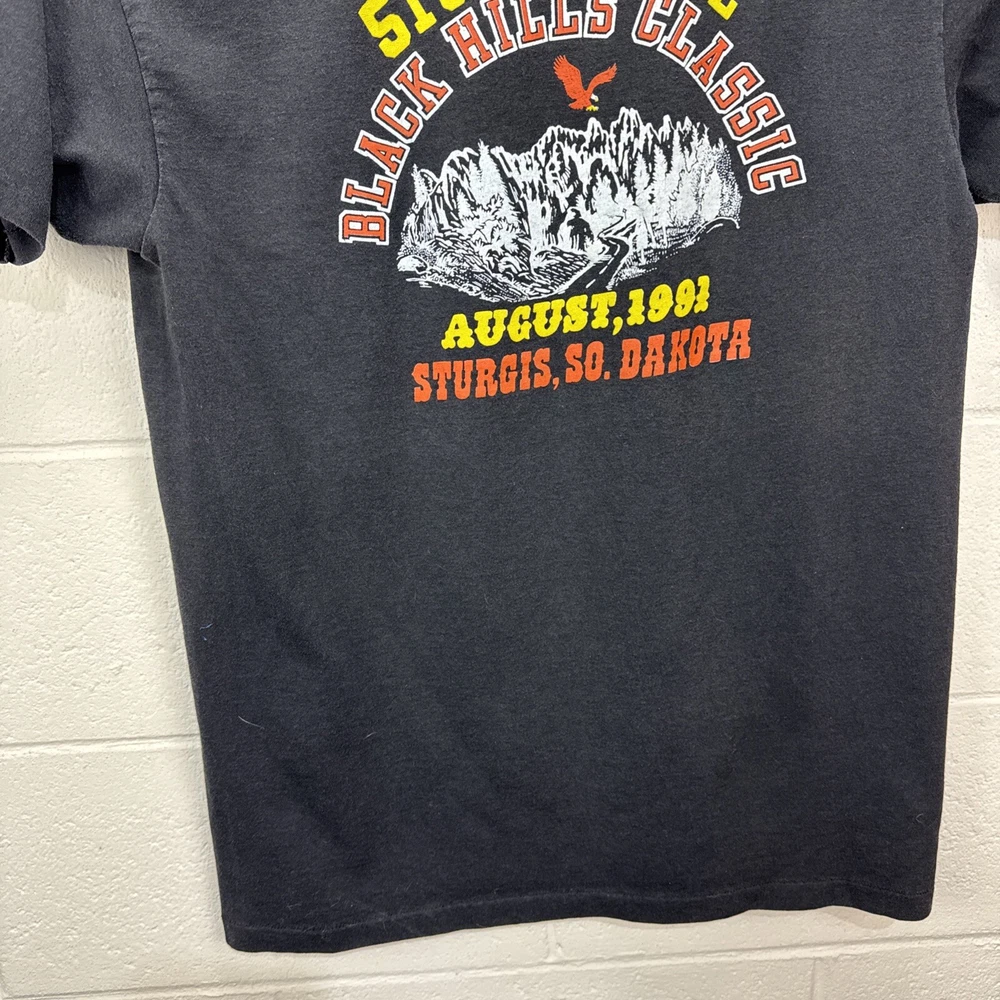 BLACK HILLS CLASSIC
AUGUST, 1991
STURGIS, SO. DAKOTA